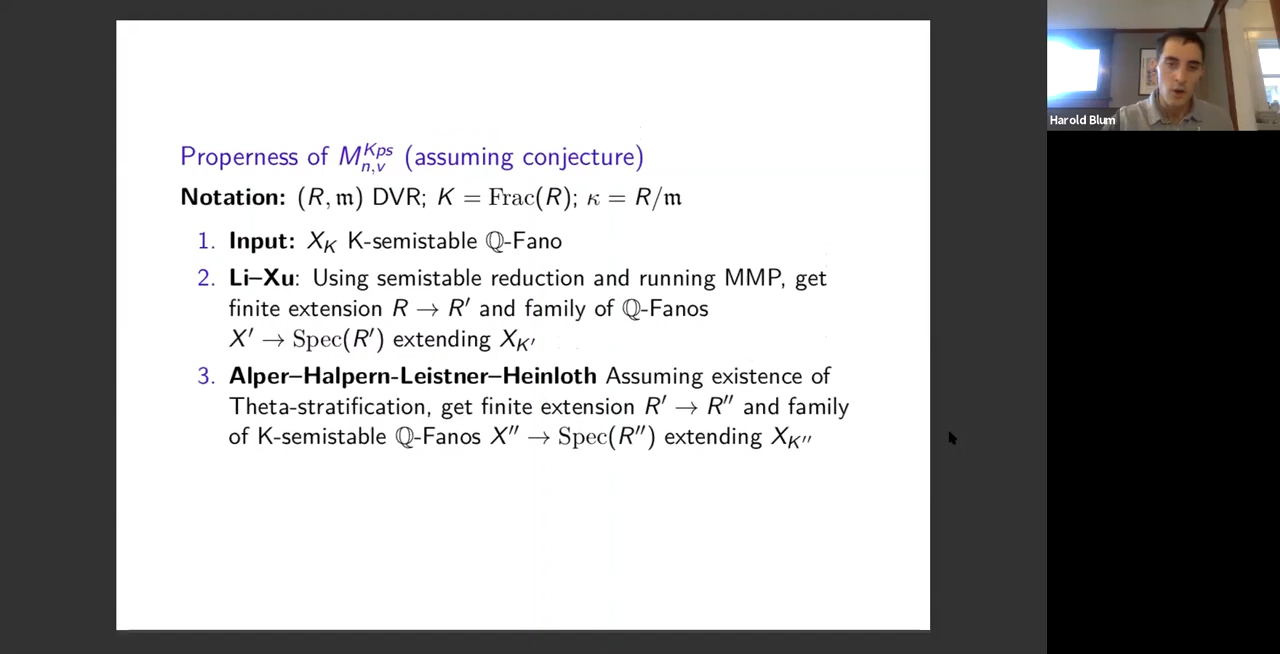 Properness of $M^{Kps}_{n,v}$ (assuming conjecture)
Notation: $(R, \mathfrak{m})$ DVR; $K = \mathrm{Frac}(R)$; $\kappa = R/\mathfrak{m}$
1. Input: $X_K$ K-semistable $\mathbb{Q}$-Fano
2. Li–Xu: Using semistable reduction and running MMP, get
finite extension $R \to R'$ and family of $\mathbb{Q}$-Fanos
$X' \to \mathrm{Spec}(R')$ extending $X_{K'}$
3. Alper–Halpern-Leistner–Heinloth Assuming existence of
Theta-stratification, get finite extension $R' \to R''$ and family
of K-semistable $\mathbb{Q}$-Fanos $X'' \to \mathrm{Spec}(R'')$ extending $X_{K''}$
Harold Blum